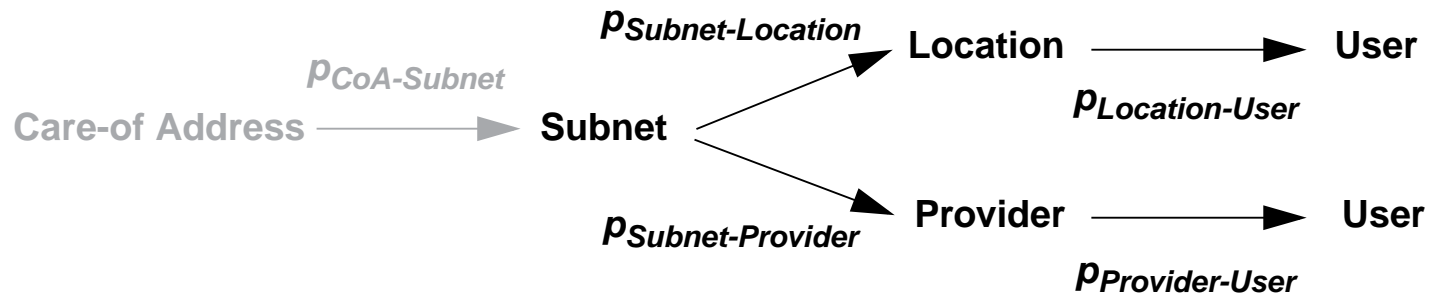 pSubnet-Location
Location
User
pCoA-Subnet
pLocation-User
Care-of Address
Subnet
Provider
User
pSubnet-Provider
pProvider-User